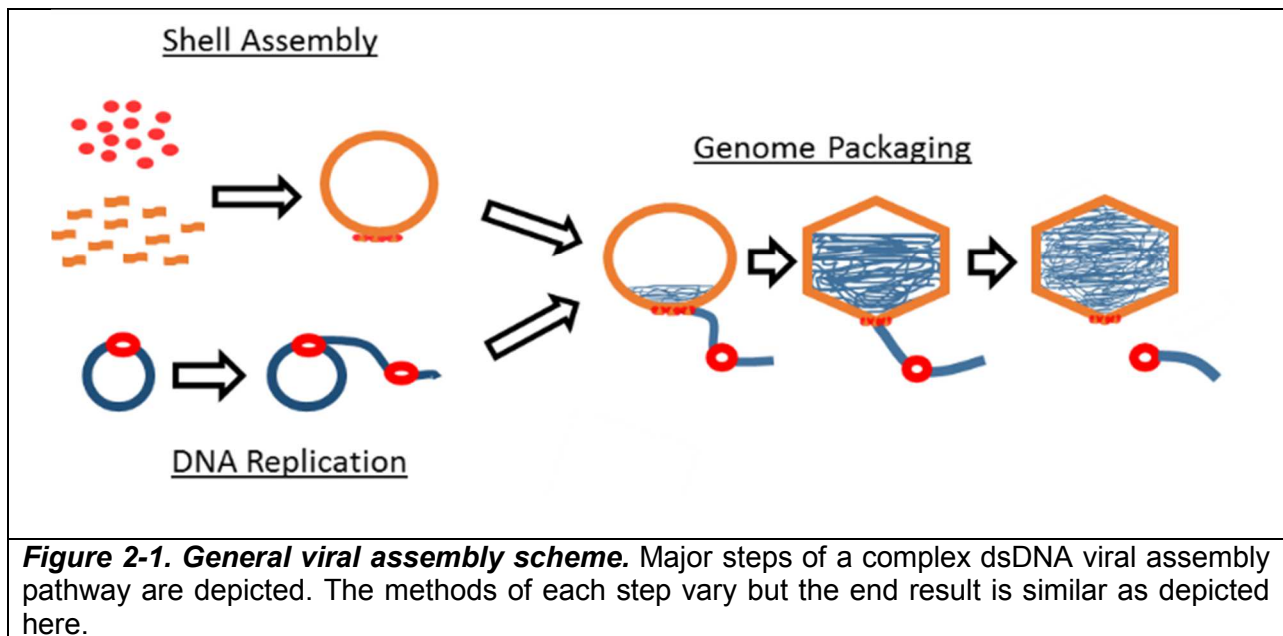 Shell Assembly
Genome Packaging
DNA Replication
Figure 2-1. General viral assembly scheme. Major steps of a complex dsDNA viral assembly
pathway are depicted. The methods of each step vary but the end result is similar as depicted
here.